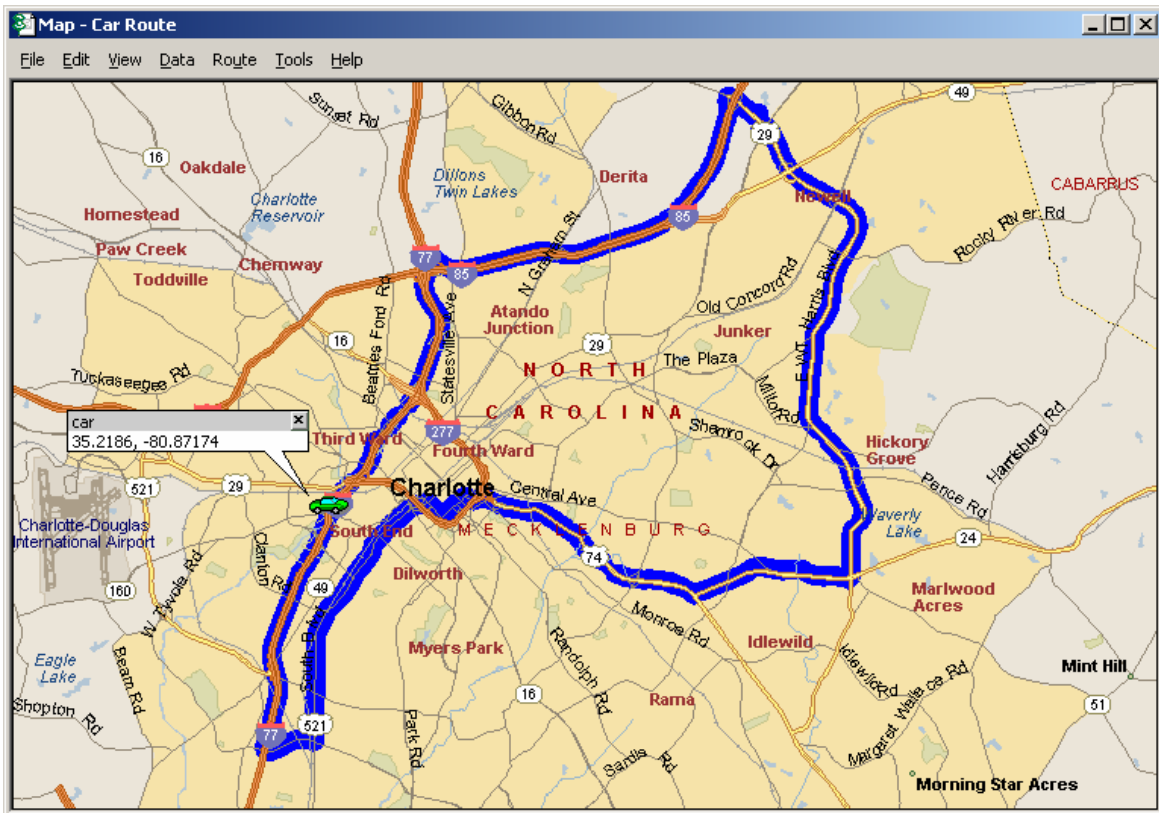 Map - Car Route
File Edit View Data Route Tools Help
Sunset Rd
Gibbon Rd
49
29
16
Oakdale
Dillons
Twin Lakes
Derita
CABARRUS
Charlotte
Reservoir
Newell
Homestead
85
Rocky River Rd
Paw Creek
77
Chemway
85
Toddville
N Graham St
Old Concord Rd
E WT Harris Blvd
Beatties Ford Rd
Statesville Ave
Atando
Junction
Junker
16
29
The Plaza
NORTH
Tuckaseegee Rd
Milton Rd
CAROLINA
Harrisburg Rd
car
35.2186, -80.87174
Third Ward
277
Fourth Ward
Shamrock Dr
Hickory
Grove
Pence Rd
521
29
Charlotte
Central Ave
Charlotte-Douglas
International Airport
South End
MECKLENBURG
Waverly
Lake
24
Clanton Rd
74
W Tyvola Rd
Dilworth
160
49
Marlwood
Acres
Monroe Rd
South Blvd
Myers Park
Idlewild
Randolph Rd
Idlewild Rd
Eagle
Lake
Beam Rd
Mint Hill
Margaret Wallace Rd
16
Rama
51
Shopton Rd
521
77
Park Rd
Sardis Rd
Morning Star Acres